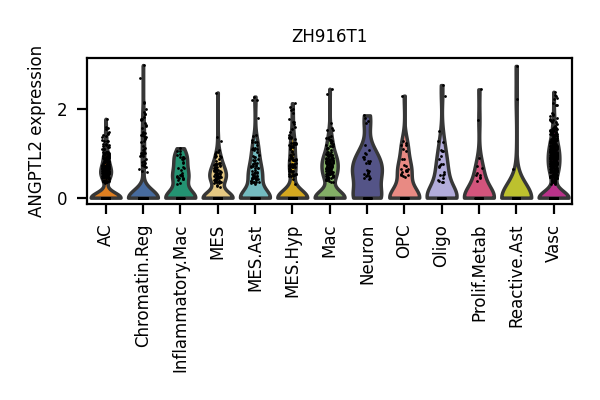 ZH916T1
ANGPTL2 expression
2
0
AC
Chromatin.Reg
Inflammatory.Mac
MES
MES.Ast
MES.Hyp
Mac
Neuron
OPC
Oligo
Prolif.Metab
Reactive.Ast
Vasc